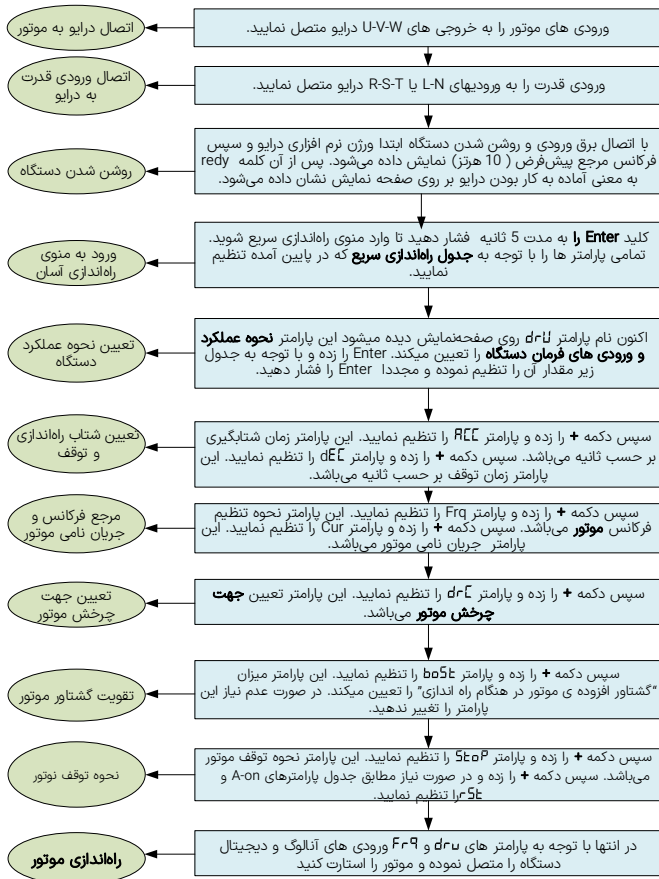 ورودی های موتور را به خروجی های U-V-W درایو متصل نمایید.
اتصال درایو به موتور
ورودی قدرت را به ورودیهای L-N یا R-S-T درایو متصل نمایید.
اتصال ورودی قدرت
به درایو
با اتصال برق ورودی و روشن شدن دستگاه ابتدا ورژن نرم افزاری درایو و سپس
فرکانس مرجع پیش‌فرض ( 10 هرتز) نمایش داده می‌شود. پس از آن کلمه redy
به معنی آماده به کار بودن درایو بر روی صفحه نمایش نشان داده می‌شود.
روشن شدن دستگاه
کلید Enter را به مدت 5 ثانیه فشار دهید تا وارد منوی راه‌اندازی سریع شوید.
تمامی پارامتر ها را با توجه به جدول راه‌اندازی سریع که در پایین آمده تنظیم
نمایید.
ورود به منوی
راه‌اندازی آسان
اکنون نام پارامتر drU روی صفحه‌نمایش دیده میشود این پارامتر نحوه عملکرد
و ورودی های فرمان دستگاه را تعیین میکند. Enter را زده و با توجه به جدول
زیر مقدار آن را تنظیم نموده و مجددا Enter را فشار دهید.
تعیین نحوه عملکرد
دستگاه
سپس دکمه + را زده و پارامتر ACC را تنظیم نمایید. این پارامتر زمان شتابگیری
بر حسب ثانیه می‌باشد. سپس دکمه + را زده و پارامتر dEC را تنظیم نمایید. این
پارامتر زمان توقف بر حسب ثانیه می‌باشد.
تعیین شتاب راه‌اندازی
و توقف
سپس دکمه + را زده و پارامتر Frq را تنظیم نمایید. این پارامتر نحوه تنظیم
فرکانس موتور می‌باشد. سپس دکمه + را زده و پارامتر Cur را تنظیم نمایید. این
پارامتر جریان نامی موتور می‌باشد.
مرجع فرکانس و
جریان نامی موتور
سپس دکمه + را زده و پارامتر drC را تنظیم نمایید. این پارامتر تعیین جهت
چرخش موتور می‌باشد.
تعیین جهت
چرخش موتور
سپس دکمه + را زده و پارامتر boSt را تنظیم نمایید. این پارامتر میزان
“گشتاور افزوده ی موتور در هنگام راه اندازی” را تعیین میکند. در صورت عدم نیاز این
پارامتر را تغییر ندهید.
تقویت گشتاور موتور
سپس دکمه + را زده و پارامتر StoP را تنظیم نمایید. این پارامتر نحوه توقف موتور
می‌باشد. سپس دکمه + را زده و در صورت نیاز مطابق جدول پارامترهای A-on و
rSt را تنظیم نمایید.
نحوه توقف نوتور
در انتها با توجه به پارامتر های dru و Frq ورودی های آنالوگ و دیجیتال
دستگاه را متصل نموده و موتور را استارت کنید
راه‌اندازی موتور